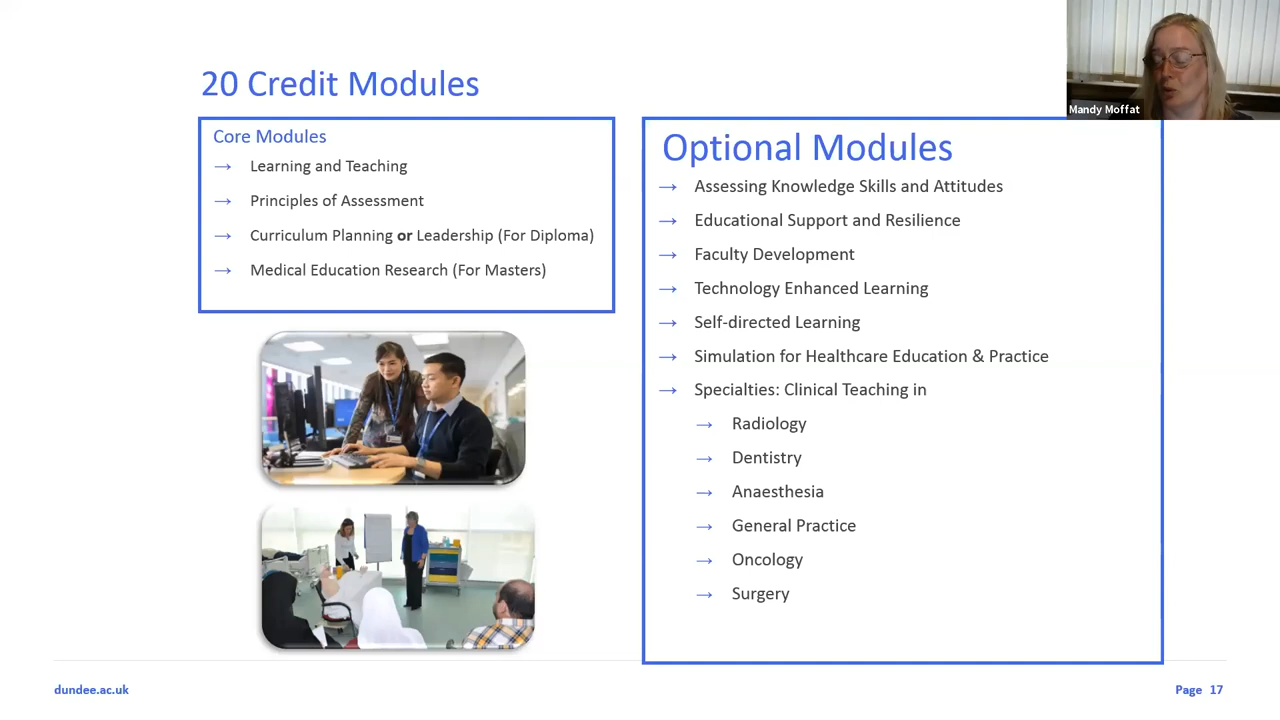 20 Credit Modules
Mandy Moffat
Core Modules
→ Learning and Teaching
→ Principles of Assessment
→ Curriculum Planning or Leadership (For Diploma)
→ Medical Education Research (For Masters)
Optional Modules
→ Assessing Knowledge Skills and Attitudes
→ Educational Support and Resilience
→ Faculty Development
→ Technology Enhanced Learning
→ Self-directed Learning
→ Simulation for Healthcare Education & Practice
→ Specialties: Clinical Teaching in
→ Radiology
→ Dentistry
→ Anaesthesia
→ General Practice
→ Oncology
→ Surgery
dundee.ac.uk
Page 17